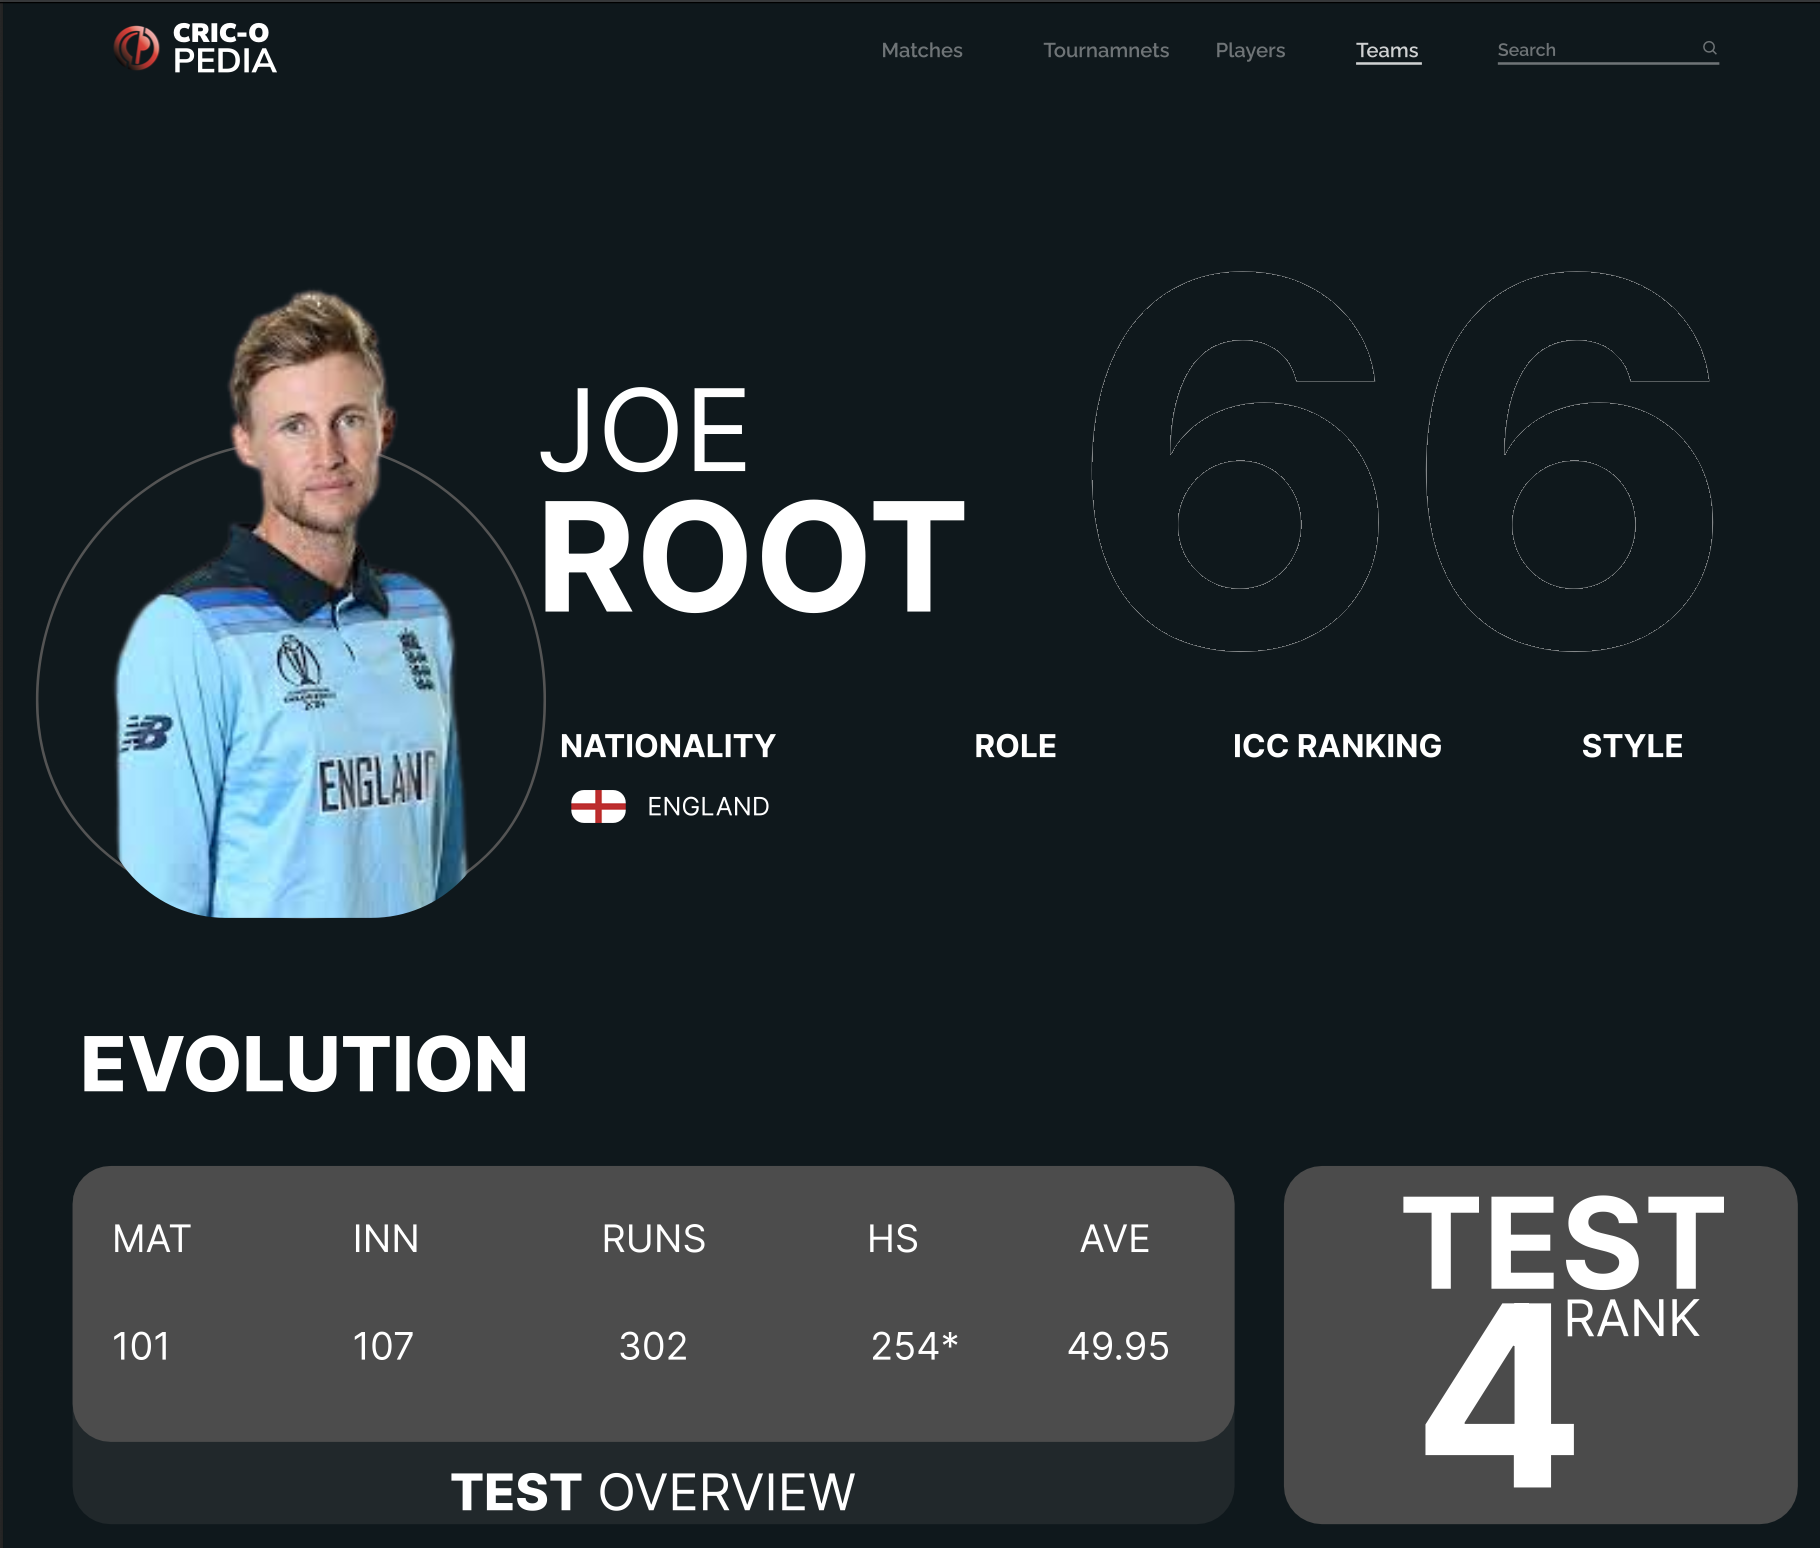 CRIC-O
PEDIA
Matches Tournamnets Players Teams Search
66
JOE
ROOT
ENGLAND
NATIONALITY ROLE ICC RANKING STYLE
ENGLAND
EVOLUTION
MAT INN RUNS HS AVE
101 107 302 254* 49.95
TEST OVERVIEW
TEST
RANK
4